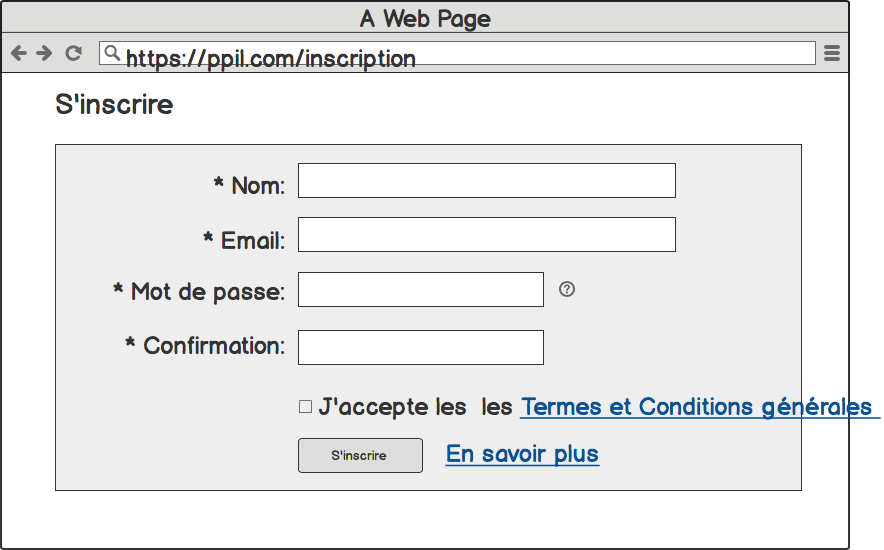 A Web Page
https://ppil.com/inscription
S'inscrire
* Nom:
* Email:
* Mot de passe:
?
* Confirmation:
J'accepte les les Termes et Conditions générales
S'inscrire En savoir plus